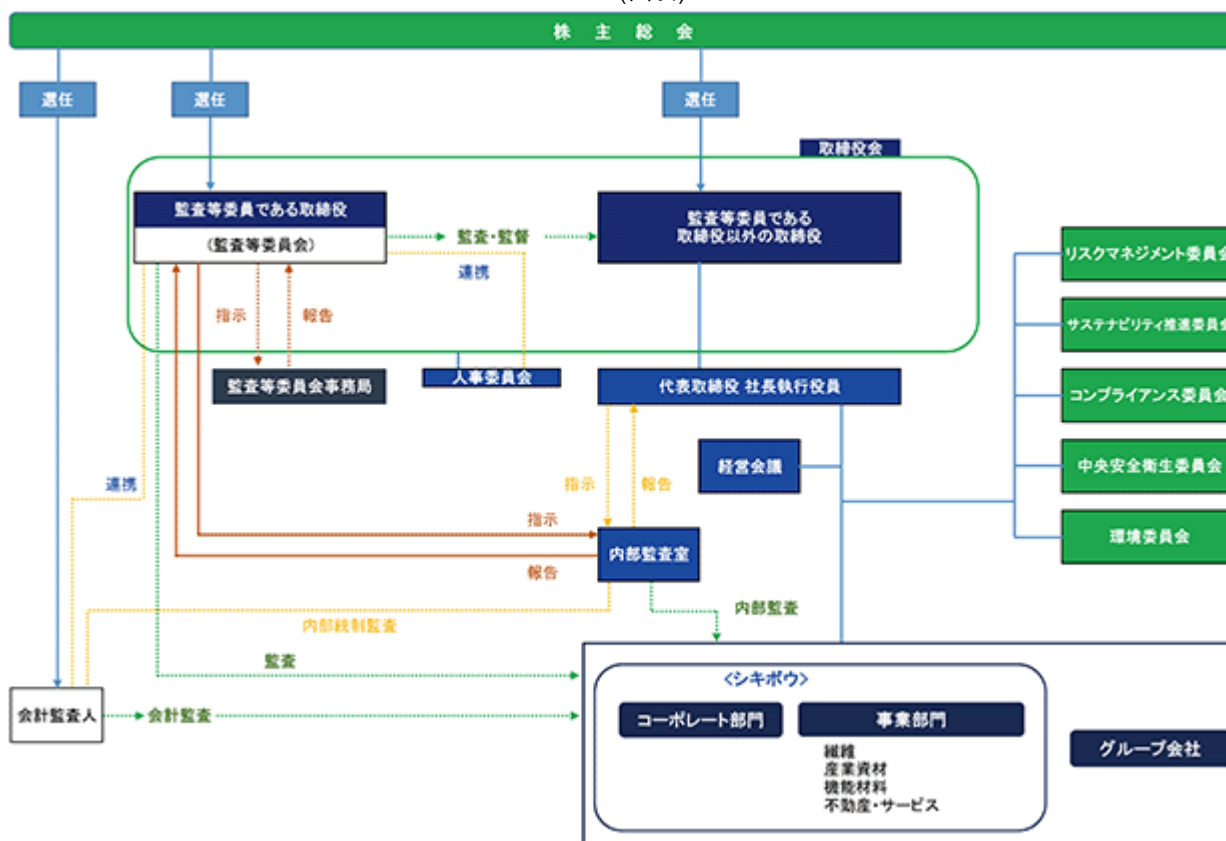 株 主 総 会
選任
選任
選任
取締役会
監査等委員である取締役
(監査等委員会)
監査・監督
監査等委員である
取締役以外の取締役
連携
リスクマネジメント委員会
サステナビリティ推進委員会
指示
報告
監査等委員会事務局
人事委員会
代表取締役 社長執行役員
コンプライアンス委員会
経営会議
中央安全衛生委員会
連携
指示
報告
指示
内部監査室
環境委員会
報告
内部監査
内部統制監査
監査
〈シキボウ〉
会計監査人
会計監査
コーポレート部門
事業部門
繊維
産業資材
機能材料
不動産・サービス
グループ会社